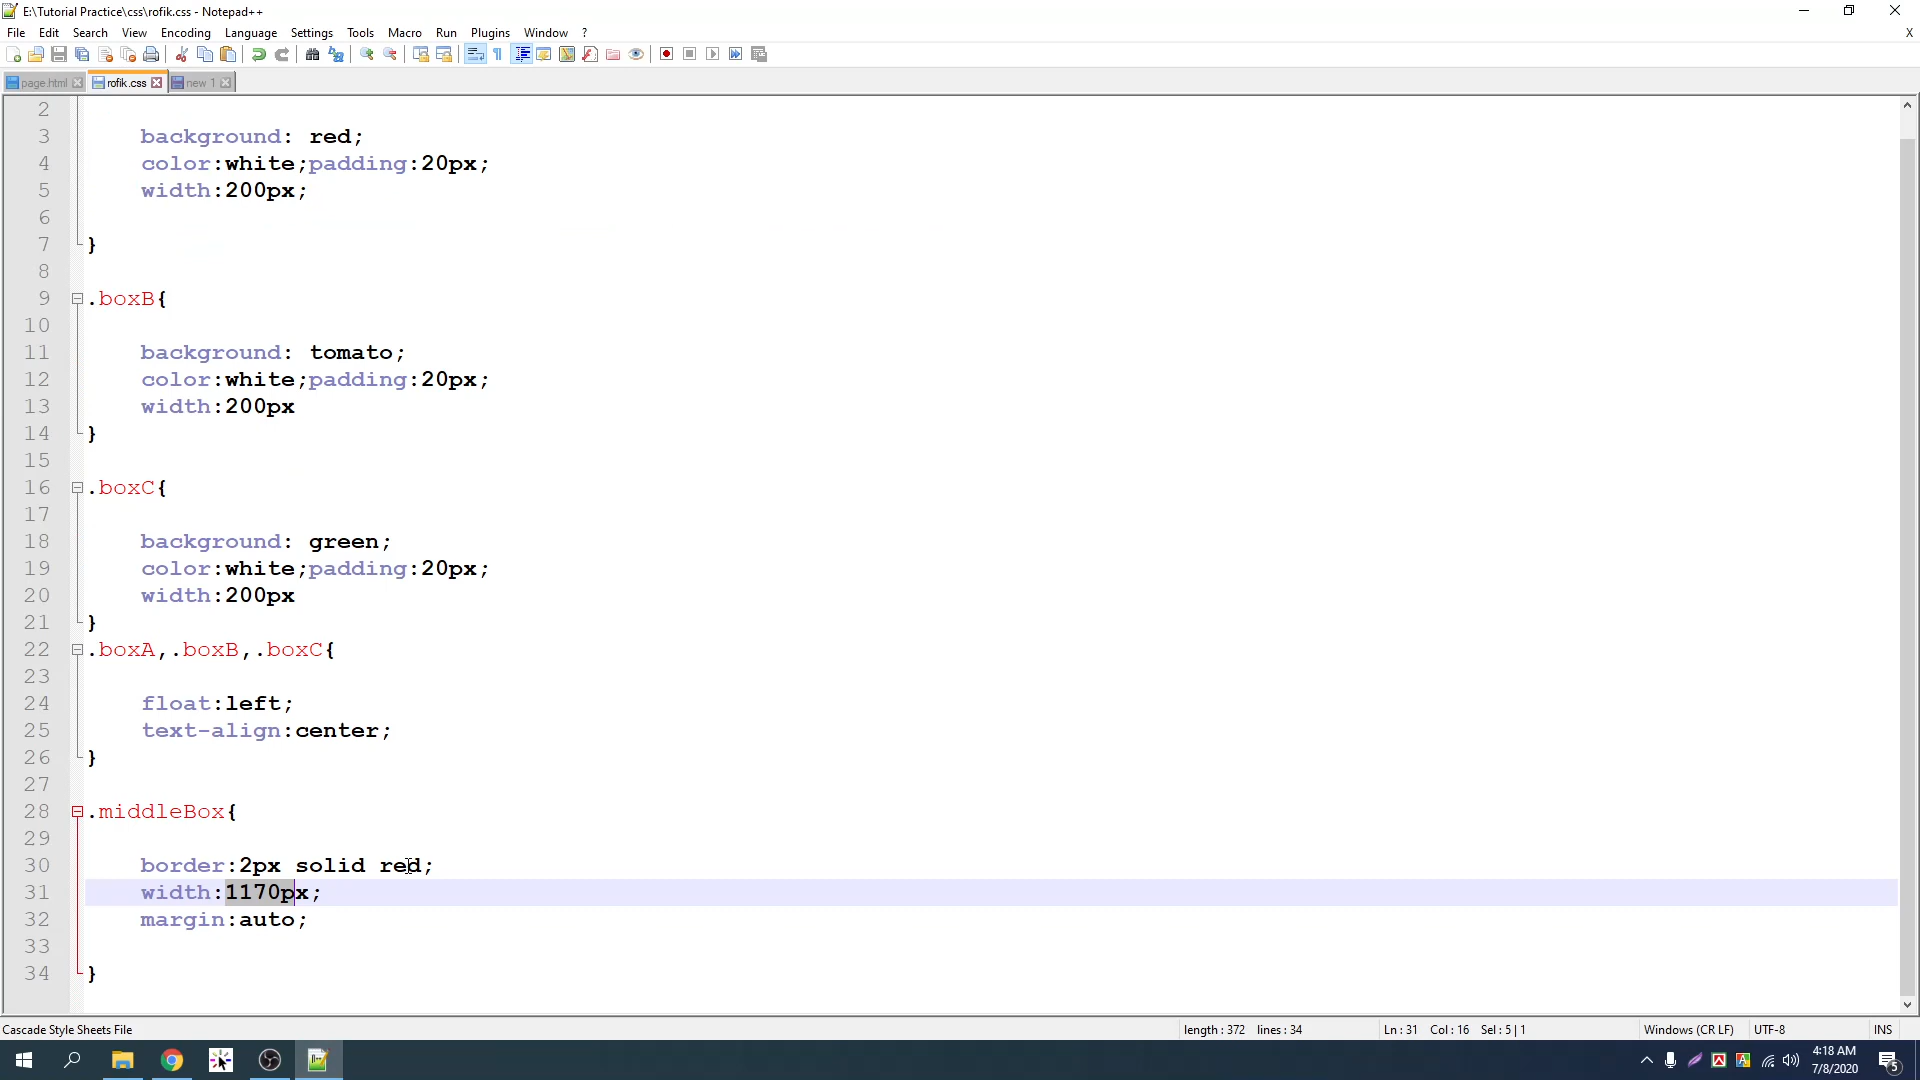 E:\Tutorial Practice\css\rofik.css - Notepad++
File Edit Search View Encoding Language Settings Tools Macro Run Plugins Window ? X
page.html rofik.css new 1
2
3 background: red;
4 color:white;padding:20px;
5 width:200px;
6
7 }
8
9 .boxB{
10
11 background: tomato;
12 color:white;padding:20px;
13 width:200px
14 }
15
16 .boxC{
17
18 background: green;
19 color:white;padding:20px;
20 width:200px
21 }
22 .boxA,.boxB,.boxC{
23
24 float:left;
25 text-align:center;
26 }
27
28 .middleBox{
29
30 border:2px solid red;
31 width:1170px;
32 margin:auto;
33
34 }
Cascade Style Sheets File length : 372 lines : 34 Ln : 31 Col : 16 Sel : 5 | 1 Windows (CR LF) UTF-8 INS
4:18 AM
7/8/2020
5